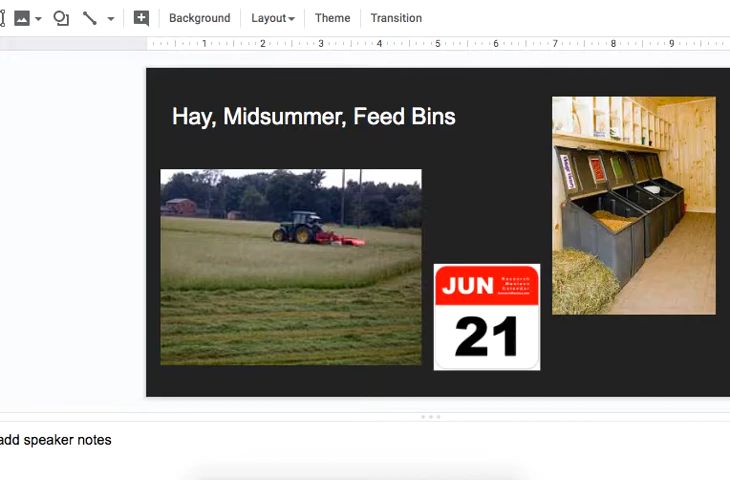 Background Layout Theme Transition
1 2 3 4 5 6 7 8 9
Hay, Midsummer, Feed Bins
JUN
21
add speaker notes